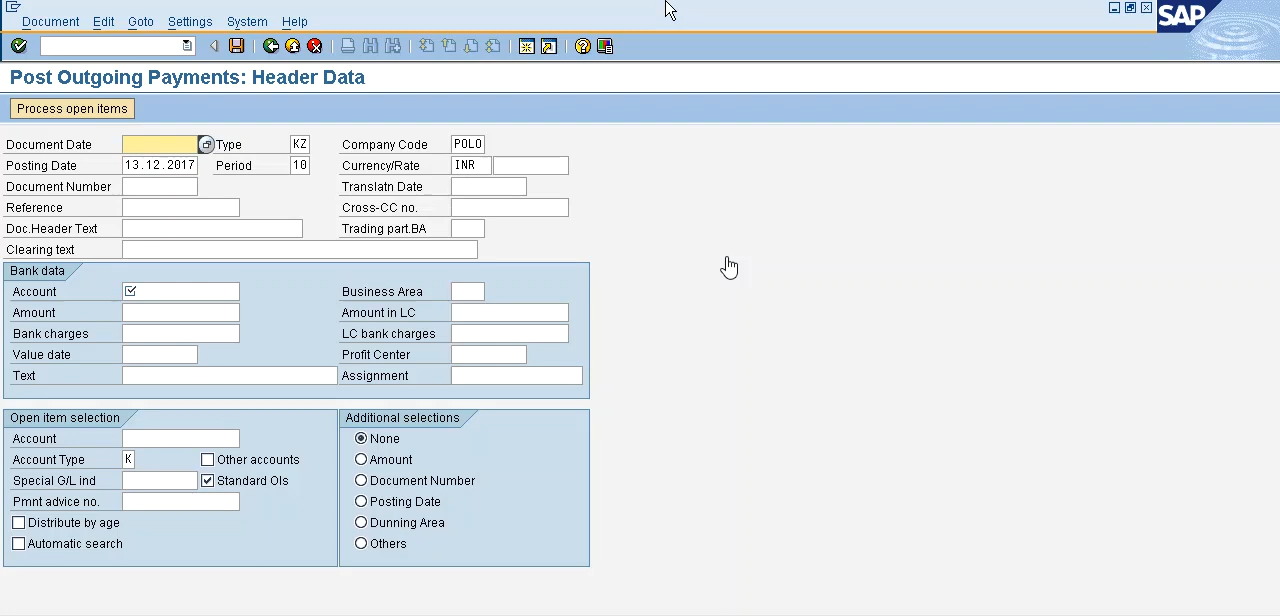 Document Edit Goto Settings System Help
SAP
Post Outgoing Payments: Header Data
Process open items
Document Date Type KZ Company Code POLO
Posting Date 13.12.2017 Period 10 Currency/Rate INR
Document Number Translatn Date
Reference Cross-CC no.
Doc.Header Text Trading part.BA
Clearing text
Bank data
Account Business Area
Amount Amount in LC
Bank charges LC bank charges
Value date Profit Center
Text Assignment
Open item selection Additional selections
Account None
Account Type K Other accounts Amount
Special G/L ind Standard OIs Document Number
Pmnt advice no. Posting Date
Distribute by age Dunning Area
Automatic search Others